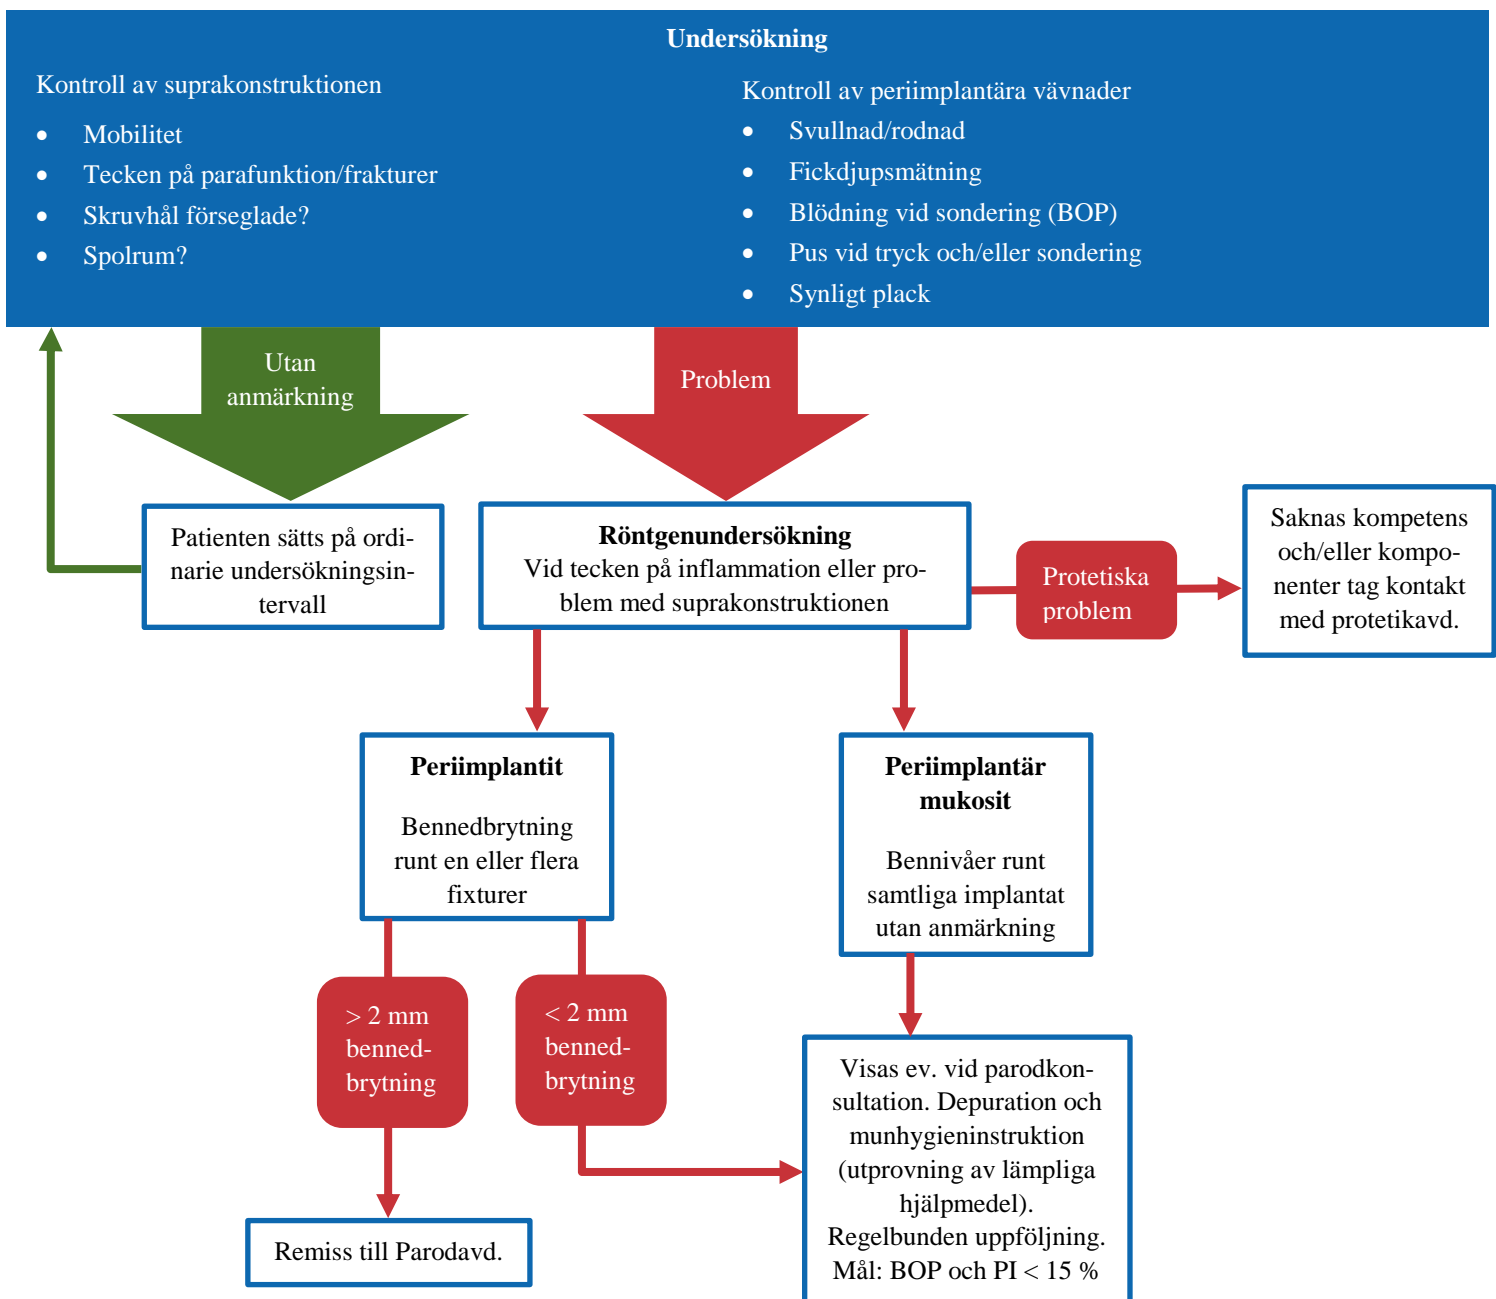 Undersökning
Kontroll av suprakonstruktionen
• Mobilitet
• Tecken på parafunktion/frakturer
• Skruvhål förseglade?
• Spolrum?
Kontroll av periimplantära vävnader
• Svullnad/rodnad
• Fickdjupsmätning
• Blödning vid sondering (BOP)
• Pus vid tryck och/eller sondering
• Synligt plack
Utan
anmärkning
Problem
Patienten sätts på ordi-
narie undersökningsin-
tervall
Röntgenundersökning
Vid tecken på inflammation eller pro-
blem med suprakonstruktionen
Protetiska
problem
Saknas kompetens
och/eller kompo-
nenter tag kontakt
med protetikavd.
Periimplantit
Bennedbrytning
runt en eller flera
fixturer
Periimplantär
mukosit
Bennivåer runt
samtliga implantat
utan anmärkning
> 2 mm
benned-
brytning
< 2 mm
benned-
brytning
Remiss till Parodavd.
Visas ev. vid parodkon-
sultation. Depuration och
munhygieninstruktion
(utprovning av lämpliga
hjälpmedel).
Regelbunden uppföljning.
Mål: BOP och PI < 15 %